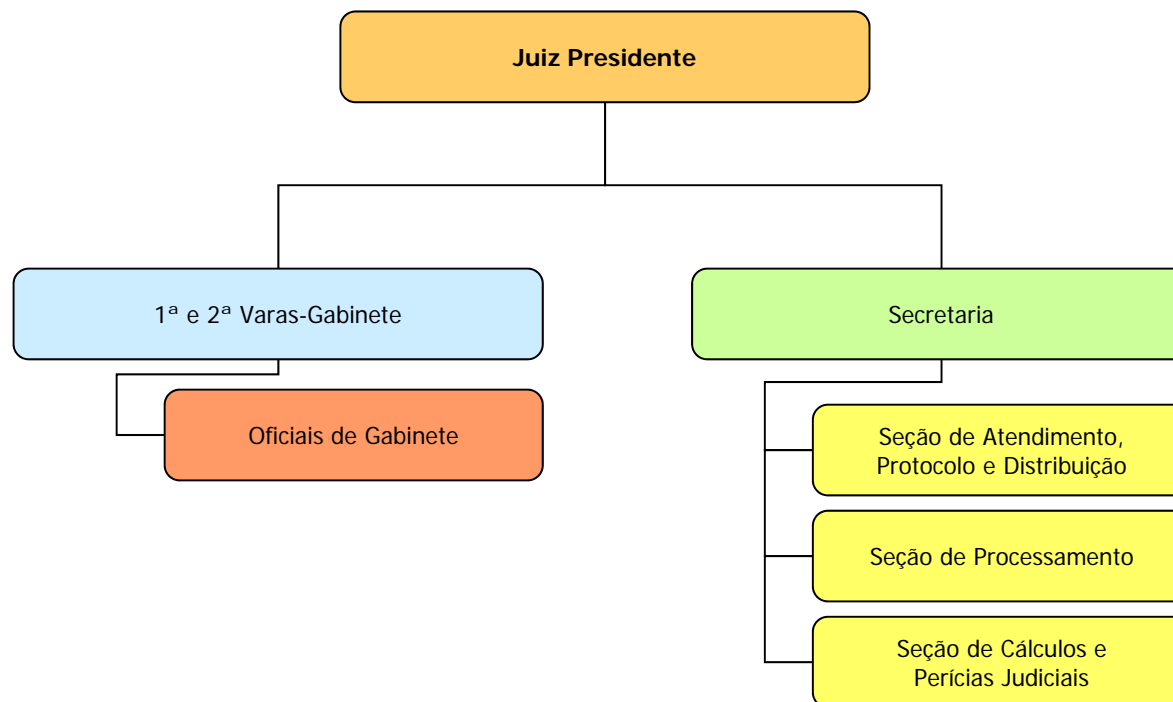 Juiz Presidente
1ª e 2ª Varas-Gabinete
Secretaria
Oficiais de Gabinete
Seção de Atendimento,
Protocolo e Distribuição
Seção de Processamento
Seção de Cálculos e
Perícias Judiciais